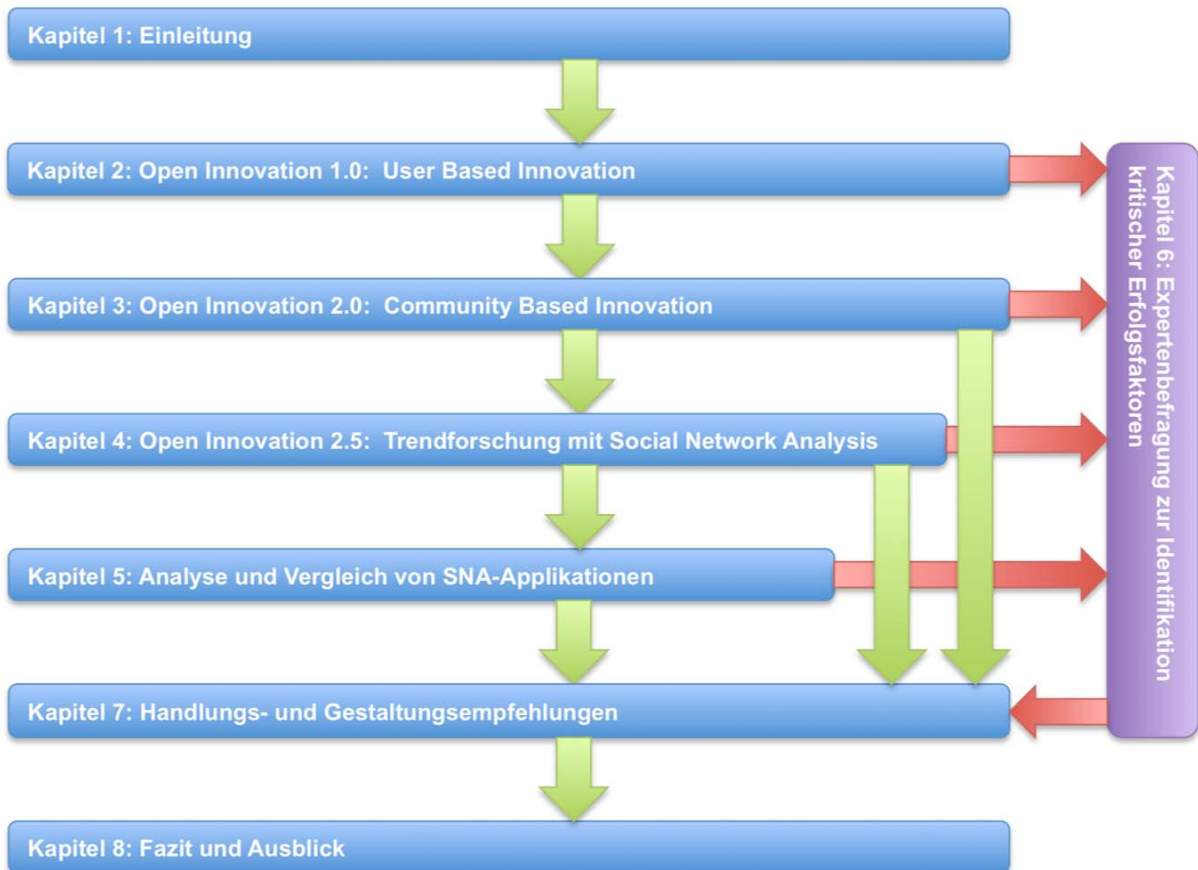 Kapitel 1: Einleitung
Kapitel 2: Open Innovation 1.0:  User Based Innovation
Kapitel 3: Open Innovation 2.0:  Community Based Innovation
Kapitel 4: Open Innovation 2.5:  Trendforschung mit Social Network Analysis
Kapitel 5: Analyse und Vergleich von SNA-Applikationen
Kapitel 6: Expertenbefragung zur Identifikation
kritischer Erfolgsfaktoren
Kapitel 7: Handlungs- und Gestaltungsempfehlungen
Kapitel 8: Fazit und Ausblick